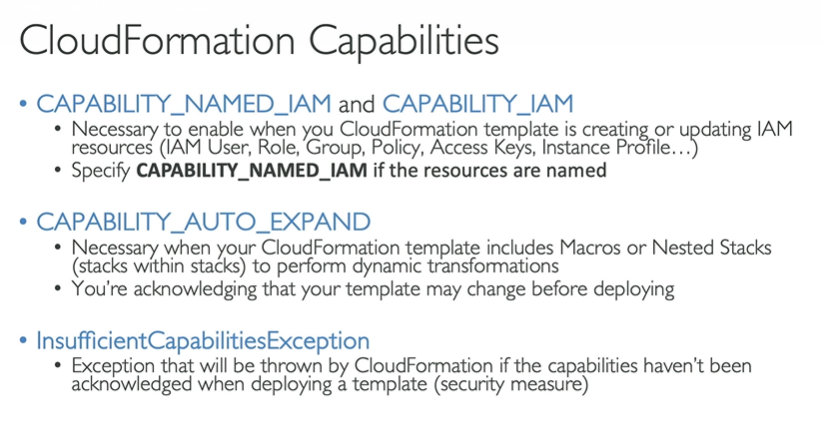 CloudFormation Capabilities
• CAPABILITY_NAMED_IAM and CAPABILITY_IAM
• Necessary to enable when you CloudFormation template is creating or updating IAM
resources (IAM User, Role, Group, Policy, Access Keys, Instance Profile…)
• Specify CAPABILITY_NAMED_IAM if the resources are named
• CAPABILITY_AUTO_EXPAND
• Necessary when your CloudFormation template includes Macros or Nested Stacks
(stacks within stacks) to perform dynamic transformations
• You're acknowledging that your template may change before deploying
• InsufficientCapabilitiesException
• Exception that will be thrown by CloudFormation if the capabilities haven't been
acknowledged when deploying a template (security measure)